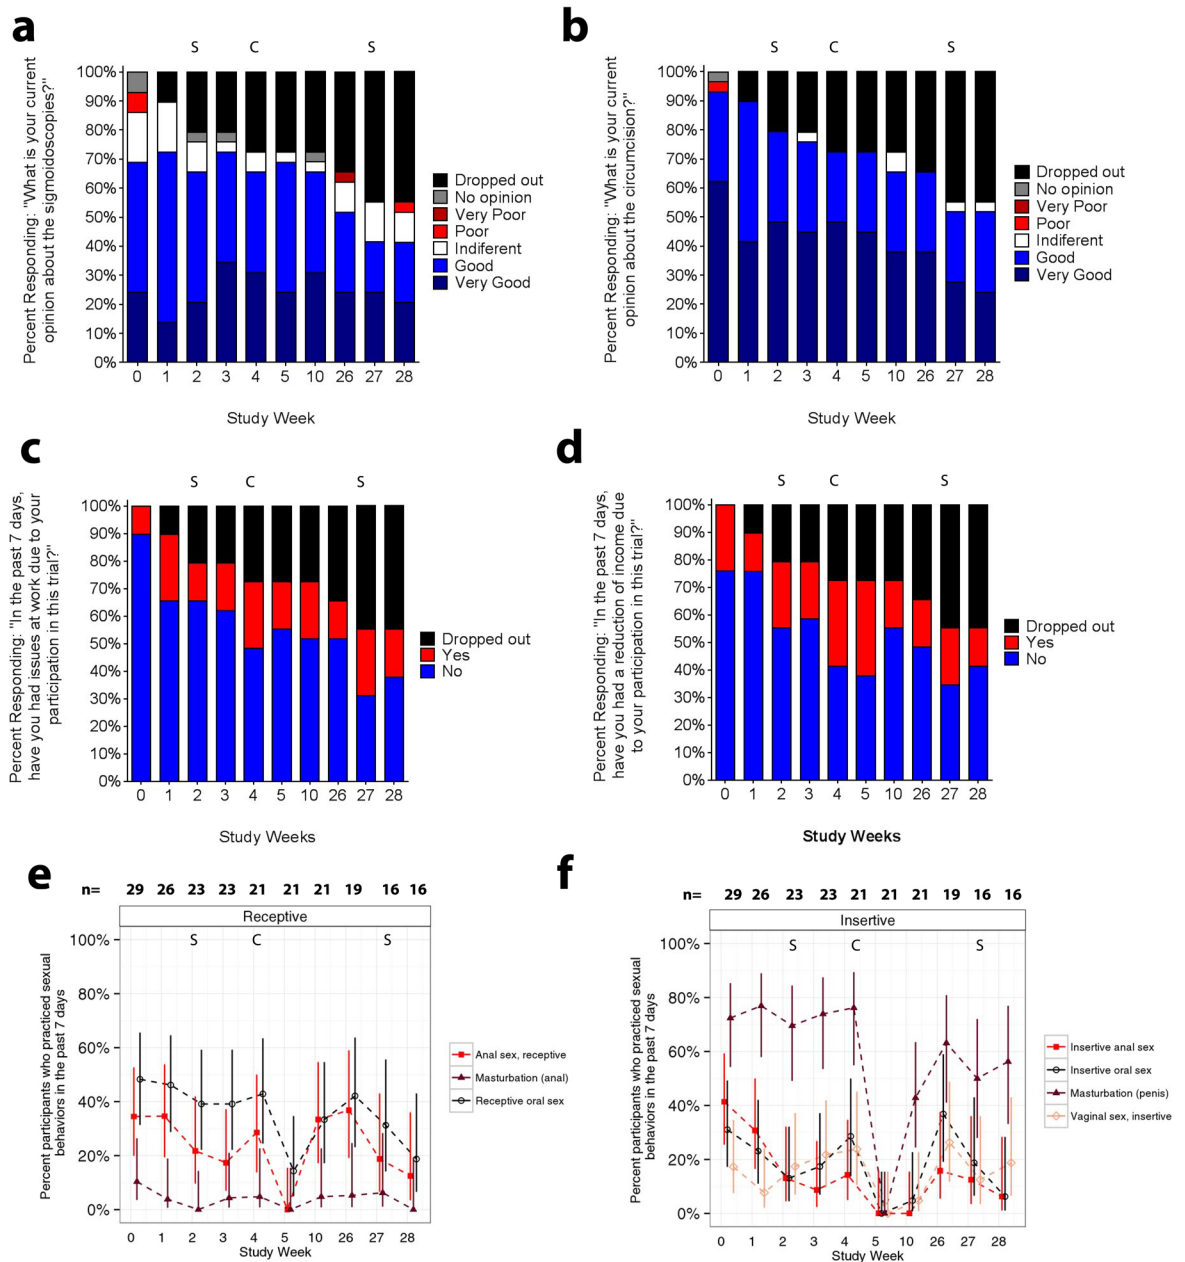 a
S C S
Percent Responding: "What is your current
opinion about the sigmoidoscopies?"
100%
90%
80%
70%
60%
50%
40%
30%
20%
10%
0%
0 1 2 3 4 5 10 26 27 28
Study Week
Dropped out
No opinion
Very Poor
Poor
Indiferent
Good
Very Good
b
S C S
Percent Responding: "What is your current
opinion about the circumcision?"
100%
90%
80%
70%
60%
50%
40%
30%
20%
10%
0%
0 1 2 3 4 5 10 26 27 28
Study Week
Dropped out
No opinion
Very Poor
Poor
Indiferent
Good
Very Good
c
S C S
Percent Responding: "In the past 7 days,
have you had issues at work due to your
participation in this trial?"
100%
90%
80%
70%
60%
50%
40%
30%
20%
10%
0%
0 1 2 3 4 5 10 26 27 28
Study Weeks
Dropped out
Yes
No
d
S C S
Percent Responding: "In the past 7 days,
have you had a reduction of income due
to your participation in this trial?"
100%
90%
80%
70%
60%
50%
40%
30%
20%
10%
0%
0 1 2 3 4 5 10 26 27 28
Study Weeks
Dropped out
Yes
No
e
n= 29 26 23 23 21 21 21 19 16 16
Receptive
S C S
Percent participants who practiced sexual
behaviors in the past 7 days
100%
80%
60%
40%
20%
0%
0 1 2 3 4 5 10 26 27 28
Study Week
Anal sex, receptive
Masturbation (anal)
Receptive oral sex
f
n= 29 26 23 23 21 21 21 19 16 16
Insertive
S C S
Percent participants who practiced sexual
behaviors in the past 7 days
100%
80%
60%
40%
20%
0%
0 1 2 3 4 5 10 26 27 28
Study Week
Insertive anal sex
Insertive oral sex
Masturbation (penis)
Vaginal sex, insertive